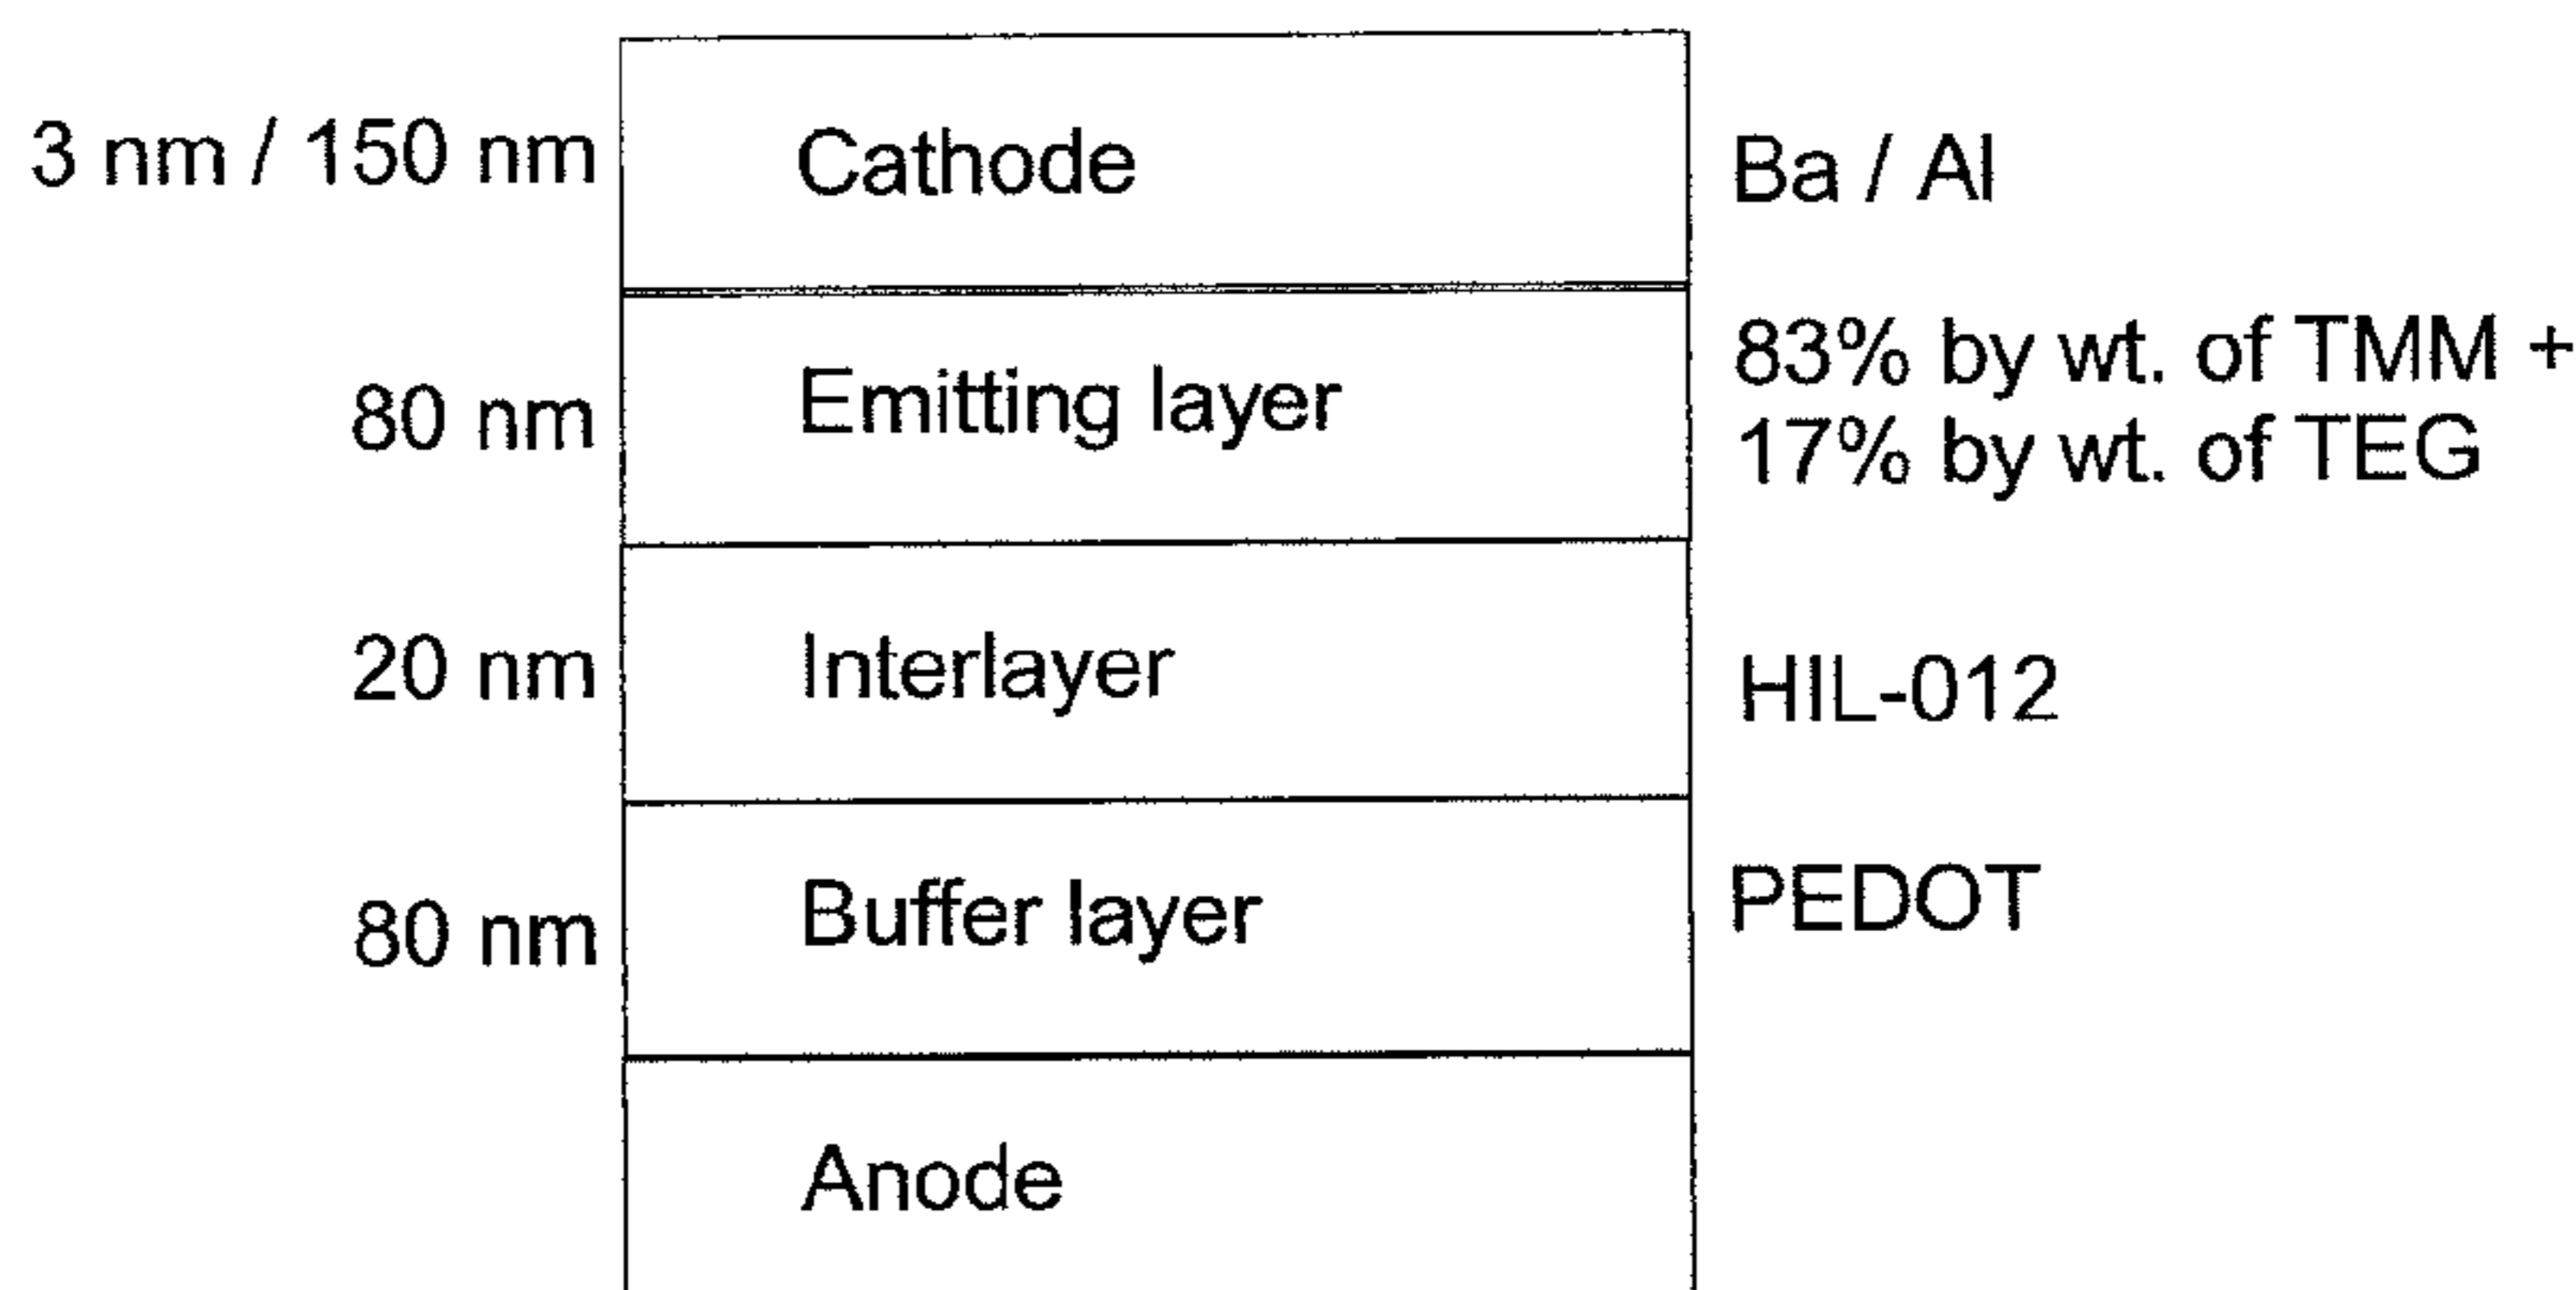 3 nm / 150 nm Cathode Ba / Al
83% by wt. of TMM +
80 nm Emitting layer 17% by wt. of TEG
20 nm Interlayer HIL-012
80 nm Buffer layer PEDOT
Anode